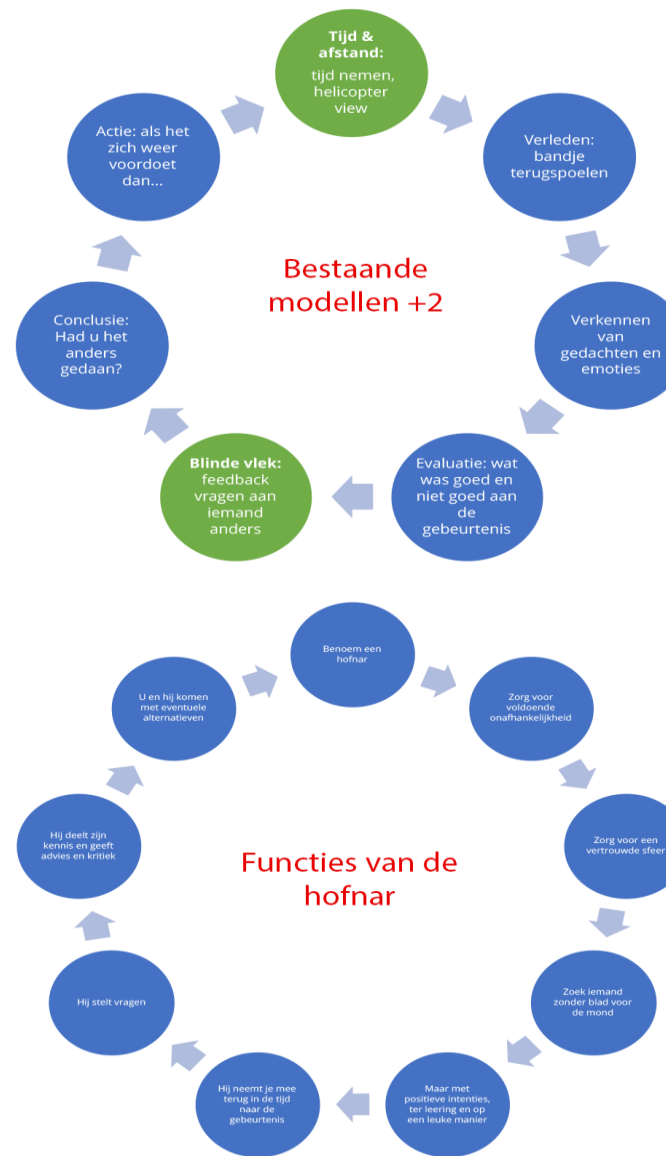 Tijd &
afstand:
tijd nemen,
helicopter
view
Verleden:
bandje
terugspoelen
Verkennen
van
gedachten en
emoties
Evaluatie: wat
was goed en
niet goed aan
de
gebeurtenis
Blinde vlek:
feedback
vragen aan
iemand
anders
Conclusie:
Had u het
anders
gedaan?
Actie: als het
zich weer
voordoet
dan...
Bestaande
modellen +2
Benoem een
hofnar
Zorg voor
voldoende
onafhankelijkheid
Zorg voor een
vertrouwde sfeer
Zoek iemand
zonder blad voor
de mond
Maar met
positieve intenties,
ter leering en op
een leuke manier
Hij neemt je mee
terug in de tijd
naar de
gebeurtenis
Hij stelt vragen
Hij deelt zijn
kennis en geeft
advies en kritiek
U en hij komen
met eventuele
alternatieven
Functies van de
hofnar